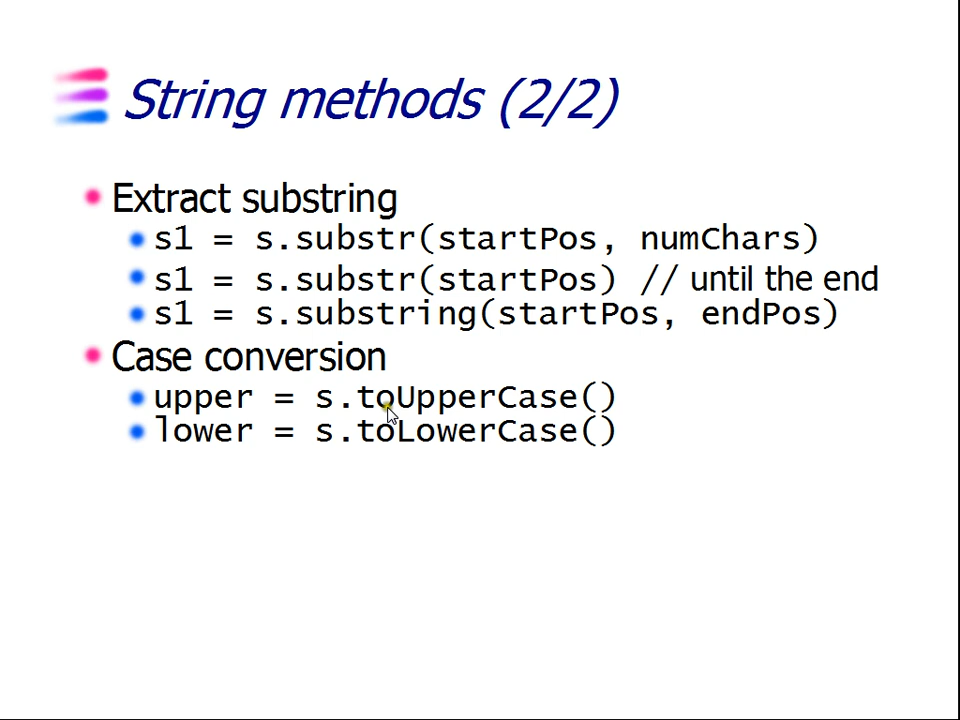 String methods (2/2)
Extract substring
s1 = s.substr(startPos, numChars)
s1 = s.substr(startPos) // until the end
s1 = s.substring(startPos, endPos)
Case conversion
upper = s.toUpperCase()
lower = s.toLowerCase()